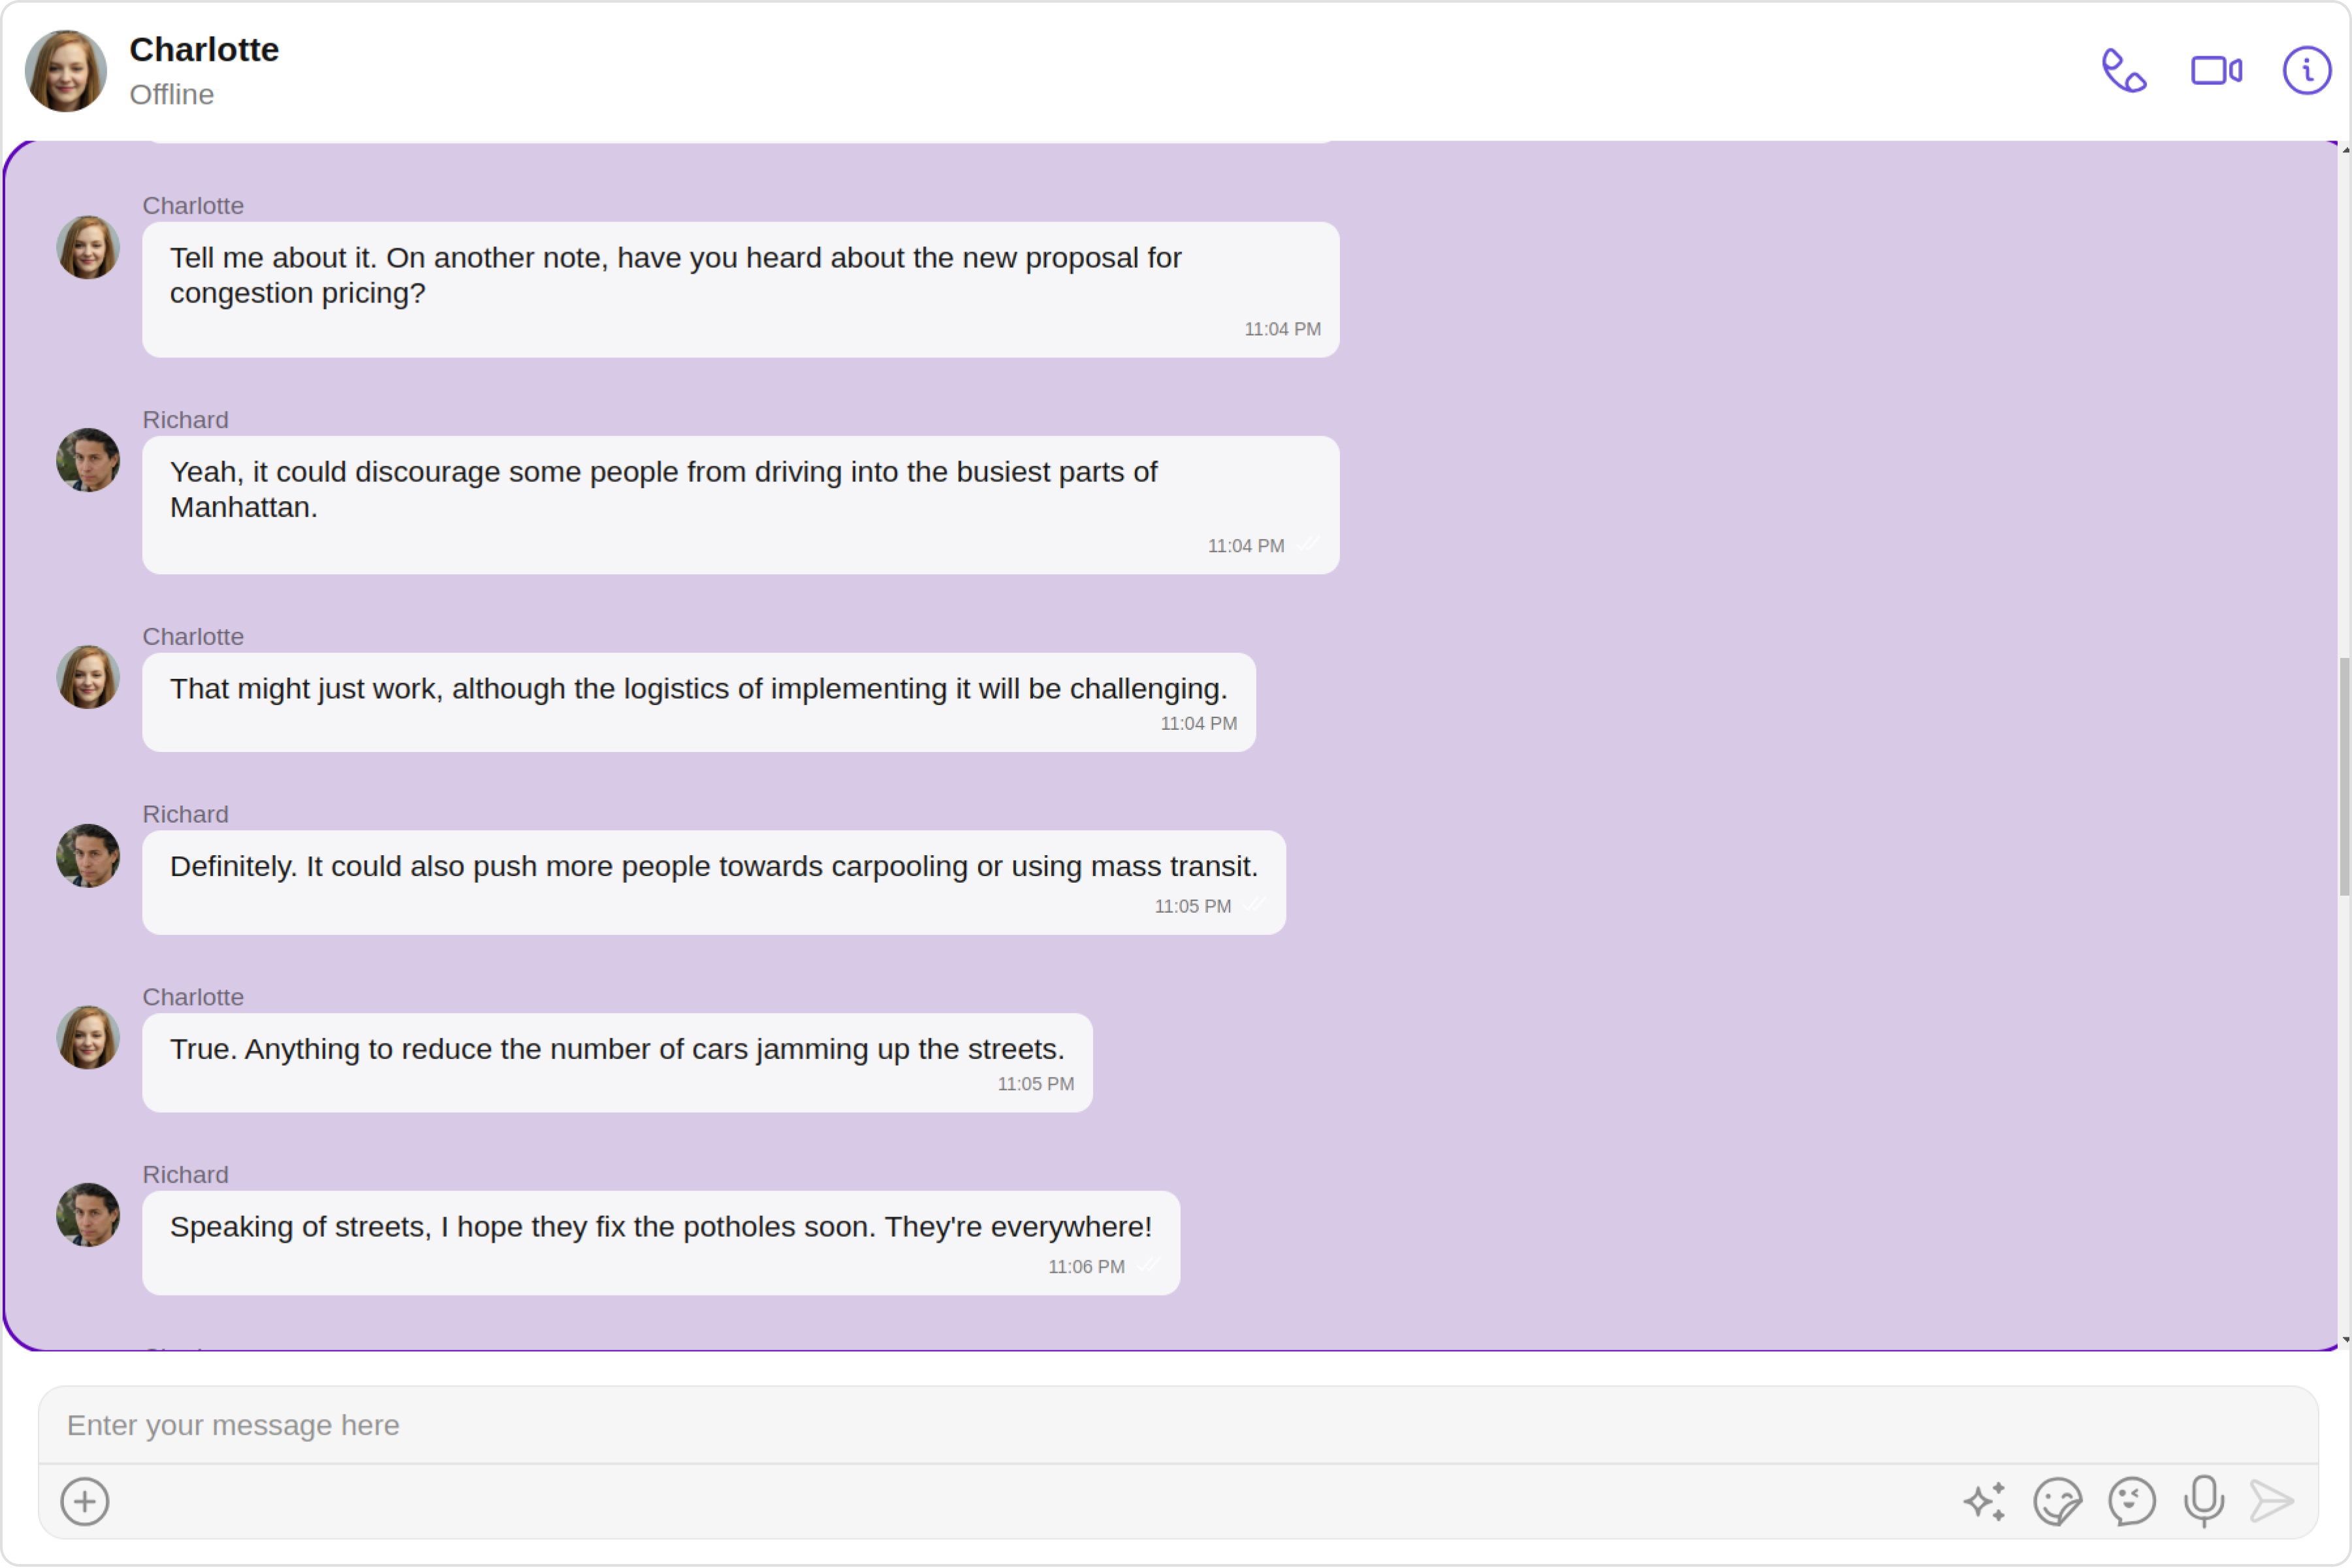 Charlotte
Offline
Charlotte
Tell me about it. On another note, have you heard about the new proposal for
congestion pricing?
11:04 PM
Richard
Yeah, it could discourage some people from driving into the busiest parts of
Manhattan.
11:04 PM
Charlotte
That might just work, although the logistics of implementing it will be challenging.
11:04 PM
Richard
Definitely. It could also push more people towards carpooling or using mass transit.
11:05 PM
Charlotte
True. Anything to reduce the number of cars jamming up the streets.
11:05 PM
Richard
Speaking of streets, I hope they fix the potholes soon. They're everywhere!
11:06 PM
Enter your message here